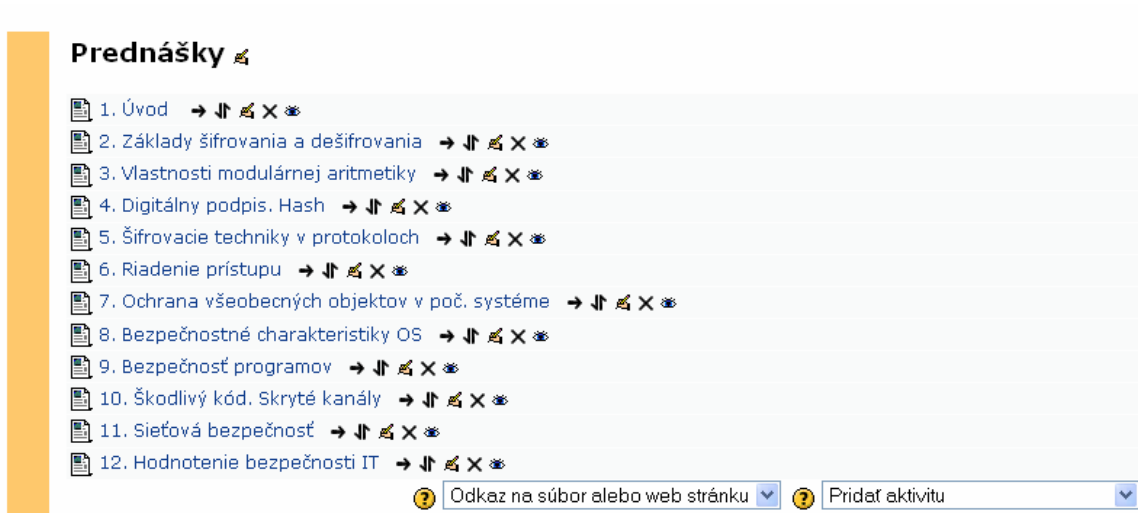 Prednášky
1. Úvod
2. Základy šifrovania a dešifrovania
3. Vlastnosti modulárnej aritmetiky
4. Digitálny podpis. Hash
5. Šifrovacie techniky v protokoloch
6. Riadenie prístupu
7. Ochrana všeobecných objektov v poč. systéme
8. Bezpečnostné charakteristiky OS
9. Bezpečnosť programov
10. Škodlivý kód. Skryté kanály
11. Sieťová bezpečnosť
12. Hodnotenie bezpečnosti IT
Odkaz na súbor alebo web stránku Pridať aktivitu